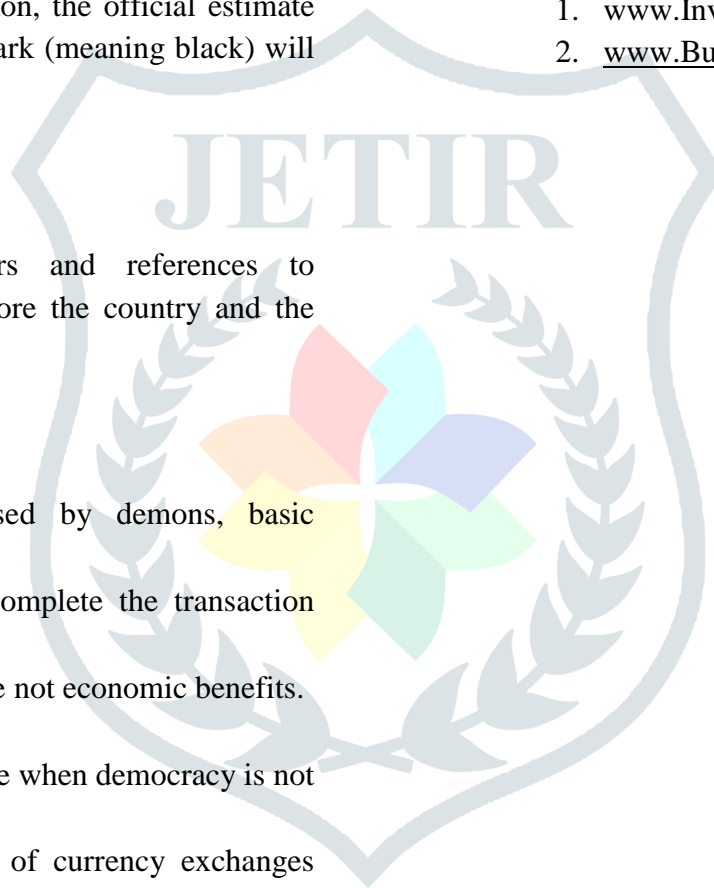 on, the official estimate
ark (meaning black) will
rs and references to
ore the country and the
sed by demons, basic
omplete the transaction
e not economic benefits.
e when democracy is not
of currency exchanges
1. www.Inv
2. www.Bu
JETIR